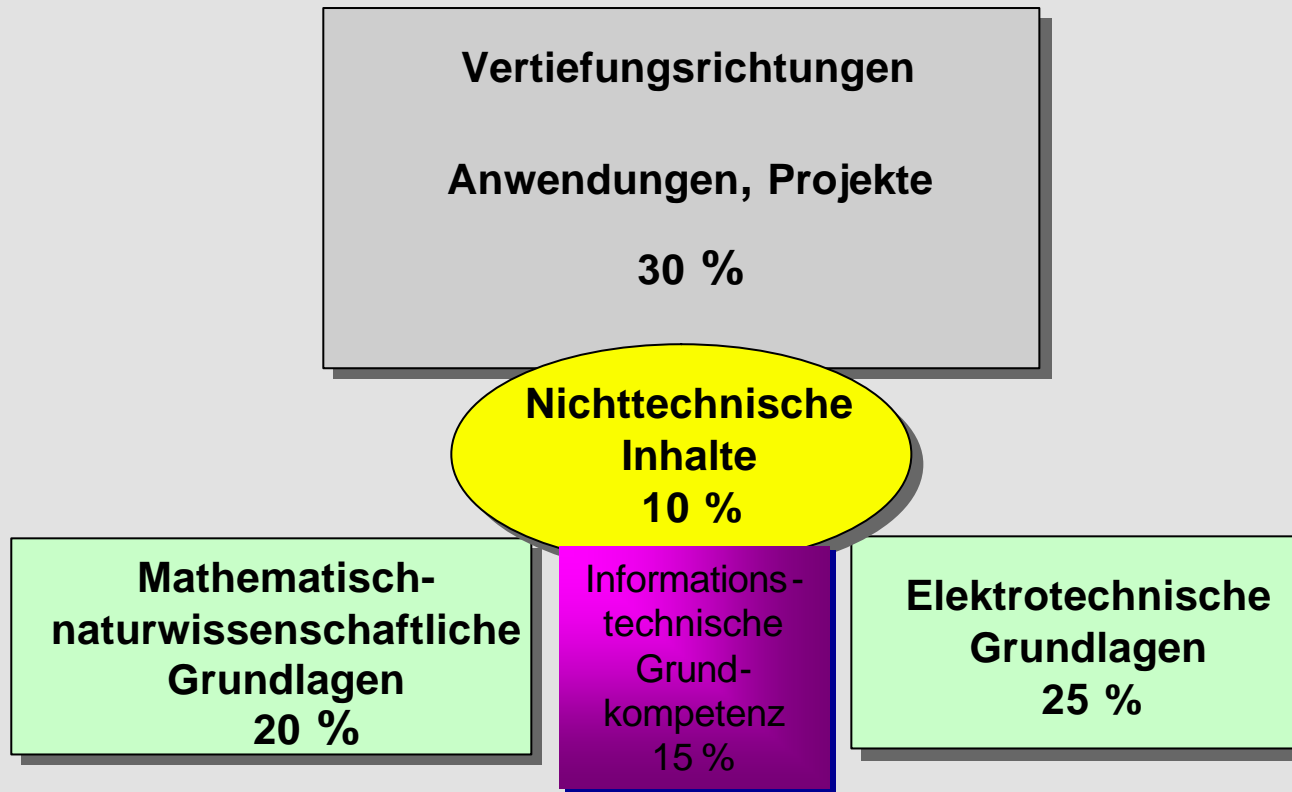 Vertiefungsrichtungen
Anwendungen, Projekte
30 %
Nichttechnische
Inhalte
10 %
Mathematisch-
naturwissenschaftliche
Grundlagen
20 %
Informations-
technische
Grund-
kompetenz
15 %
Elektrotechnische
Grundlagen
25 %